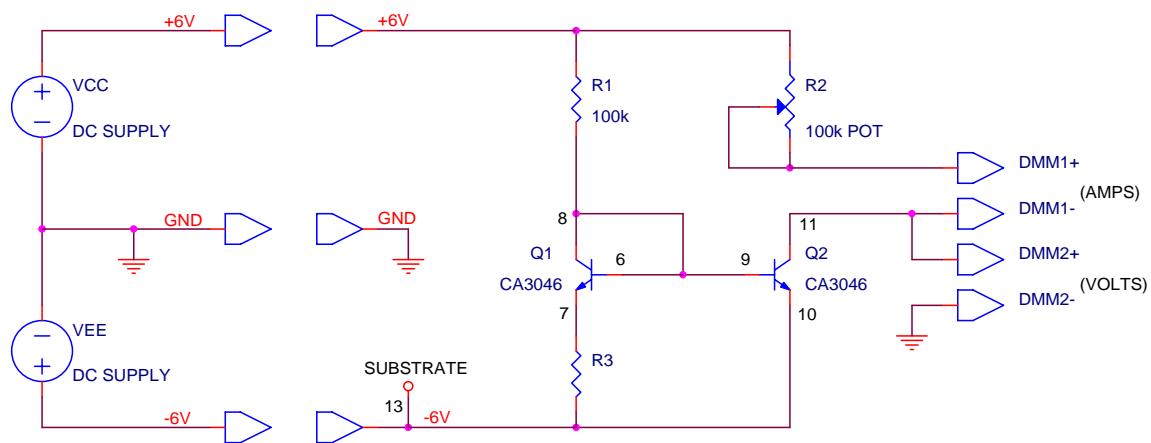 +6V
+6V
VCC
+
−
DC SUPPLY
R1
100k
R2
100k POT
DMM1+
(AMPS)
GND
GND
8
11
DMM1-
Q1
6
9
Q2
DMM2+
CA3046
CA3046
(VOLTS)
7
10
DMM2-
VEE
−
+
DC SUPPLY
R3
SUBSTRATE
13
-6V
-6V